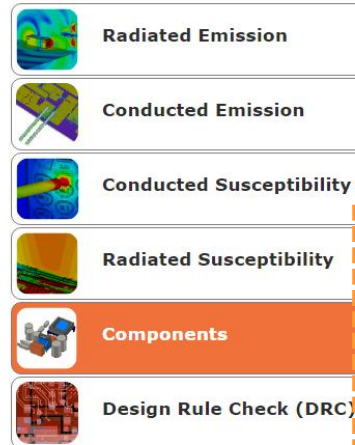 Radiated Emission
Conducted Emission
Conducted Susceptibility
Radiated Susceptibility
Components
Design Rule Check (DRC)